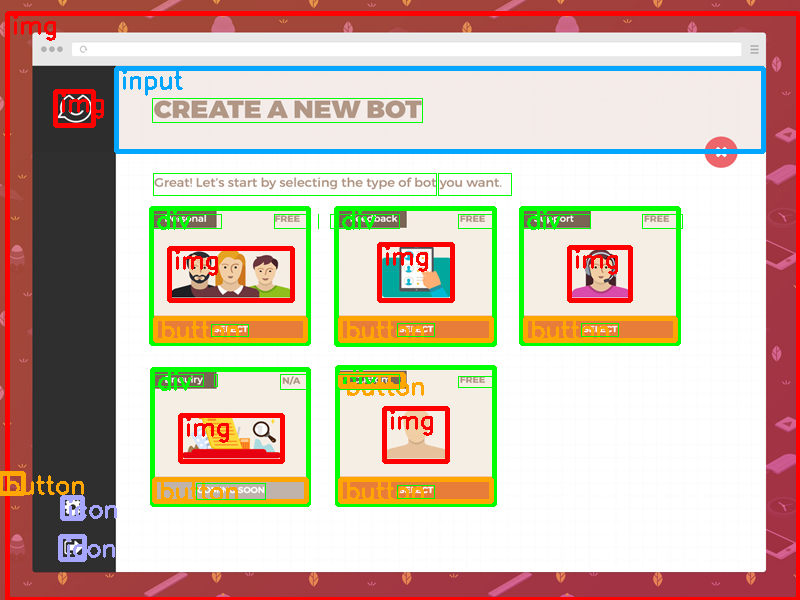 img
input
img
CREATE A NEW BOT
Great! Let's start by selecting the type of bot you want.
div FREE
div Feedback FREE
div Support FREE
img
img
img
button SELECT
button SELECT
button SELECT
div N/A
FREE
button
img
img
button COMING SOON
button SELECT
button
icon
icon